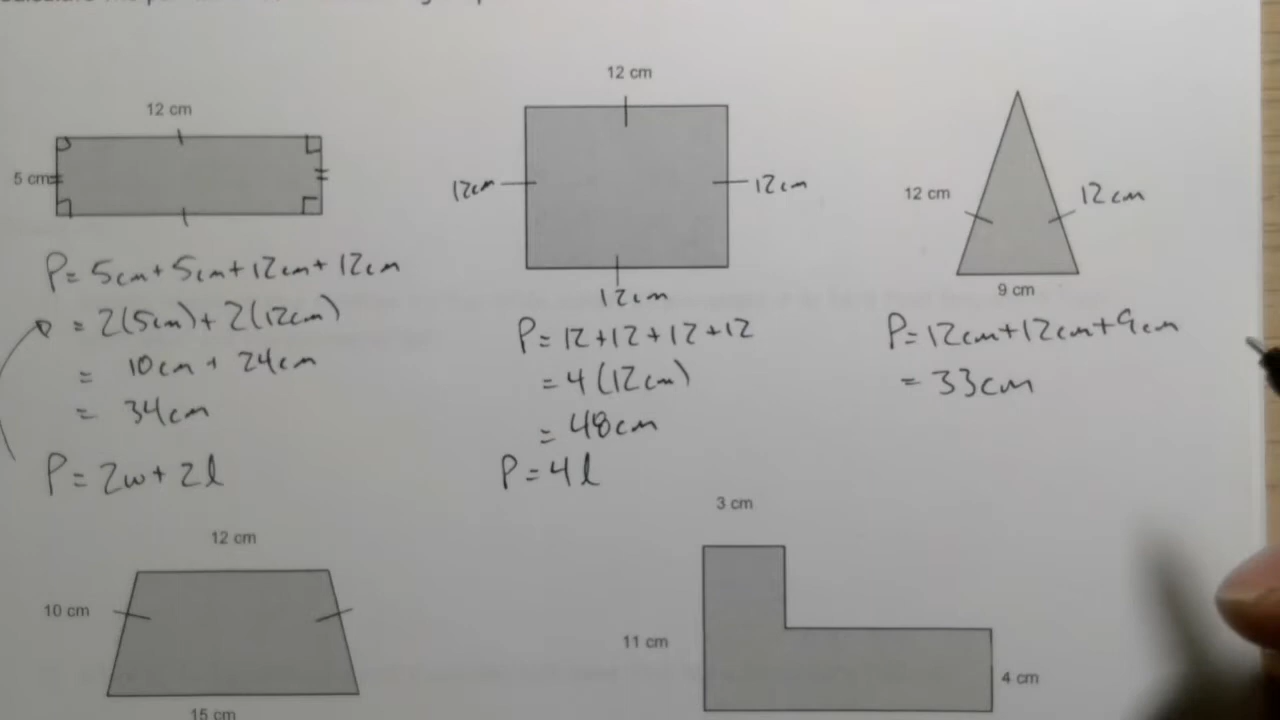 12 cm
5 cm
P = 5cm + 5cm + 12cm + 12cm
= 2(5cm) + 2(12cm)
= 10cm + 24cm
= 34cm
P = 2w + 2l
12 cm
12cm
12cm
12cm
P = 12 + 12 + 12 + 12
= 4(12cm)
= 48cm
P = 4l
12 cm
12cm
9 cm
P = 12cm + 12cm + 9cm
= 33cm
12 cm
10 cm
15 cm
3 cm
11 cm
4 cm